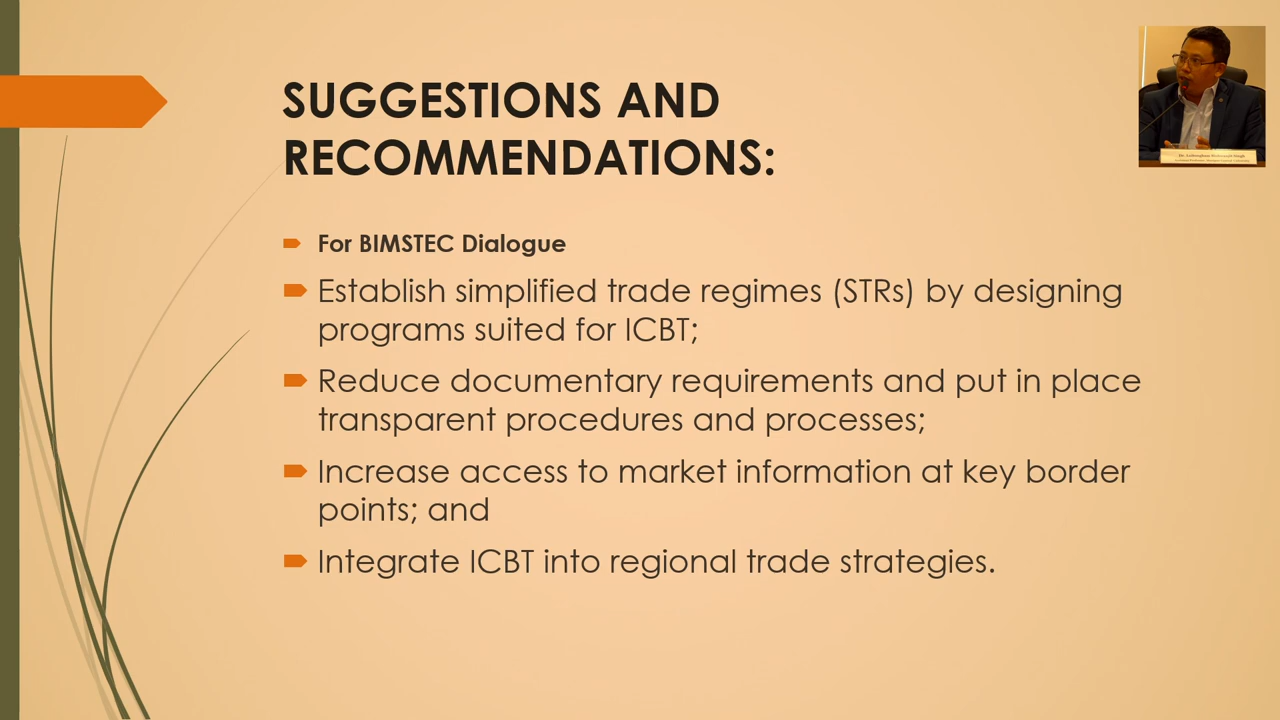 SUGGESTIONS AND
RECOMMENDATIONS:
For BIMSTEC Dialogue
Establish simplified trade regimes (STRs) by designing
programs suited for ICBT;
Reduce documentary requirements and put in place
transparent procedures and processes;
Increase access to market information at key border
points; and
Integrate ICBT into regional trade strategies.